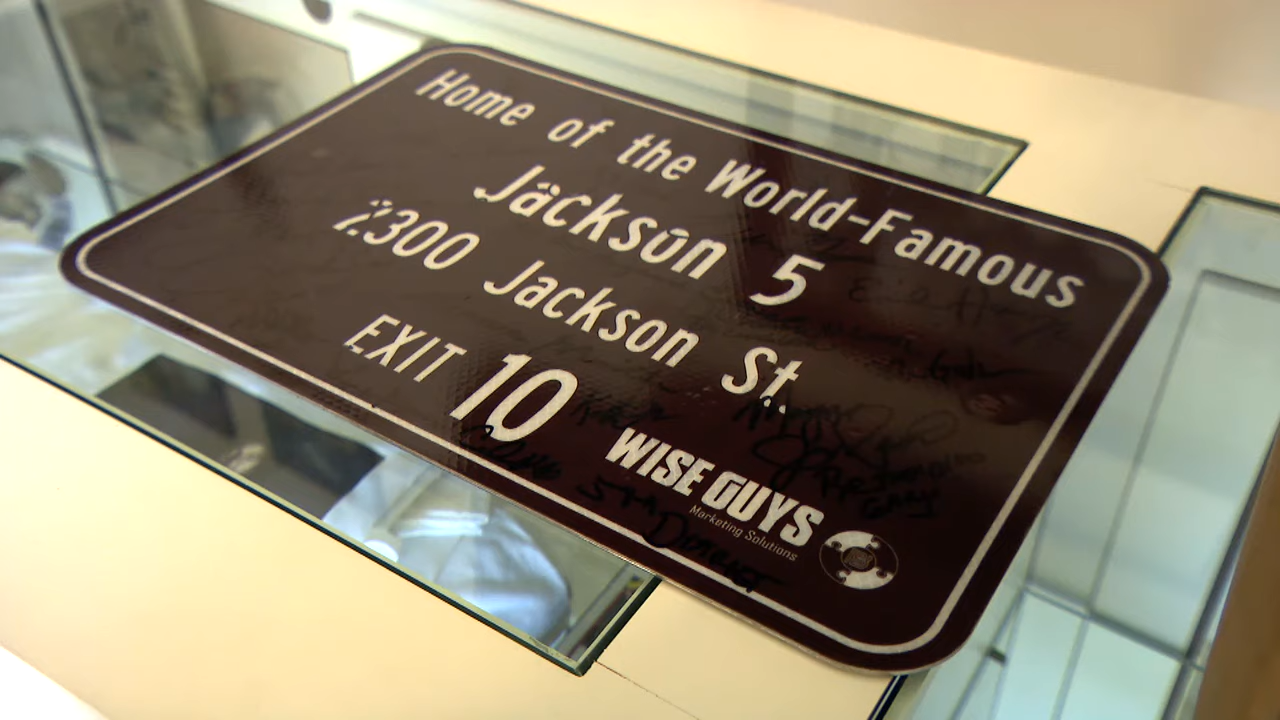 Home of the World-Famous
Jackson 5
2300 Jackson St.
EXIT 10
WISE GUYS
Marketing Solutions